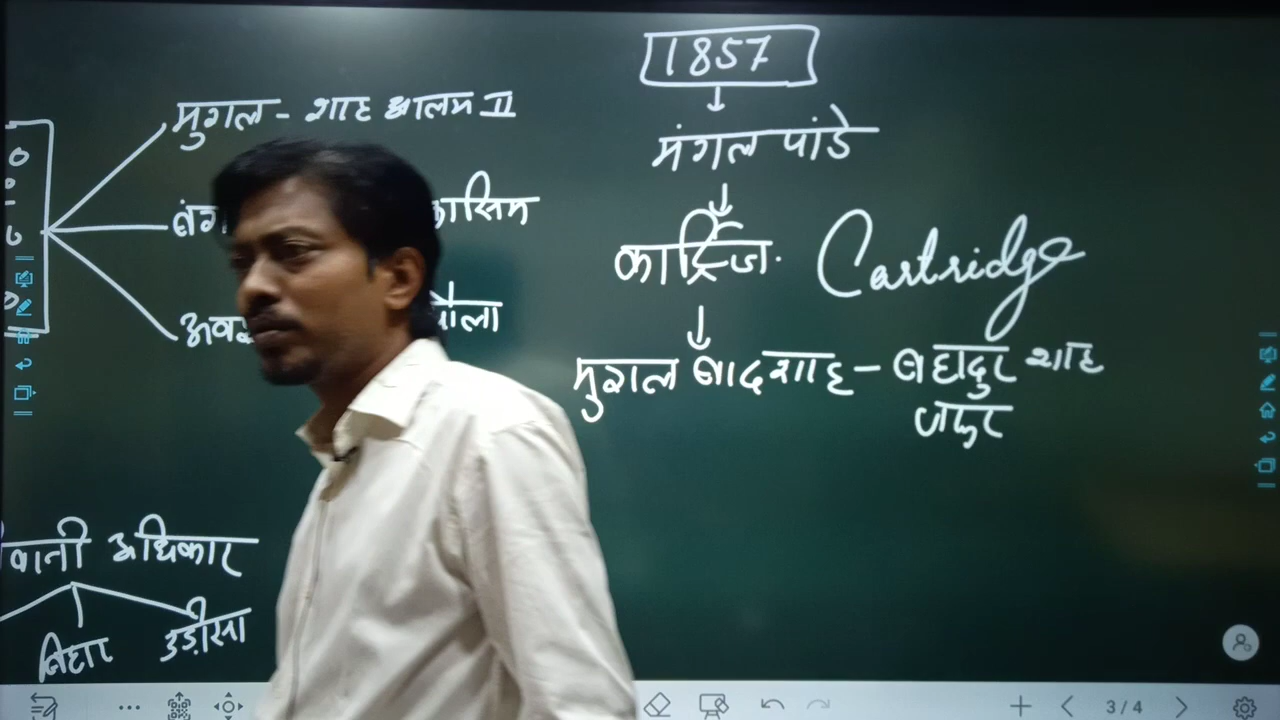 मुगल - शाह आलम II
अधिकार
बिहार
उड़ीसा
1857
मंगल पांडे
कार्ट्रिज. Cartridge
मुगल बादशाह - बहादुर शाह
जफर
3/4